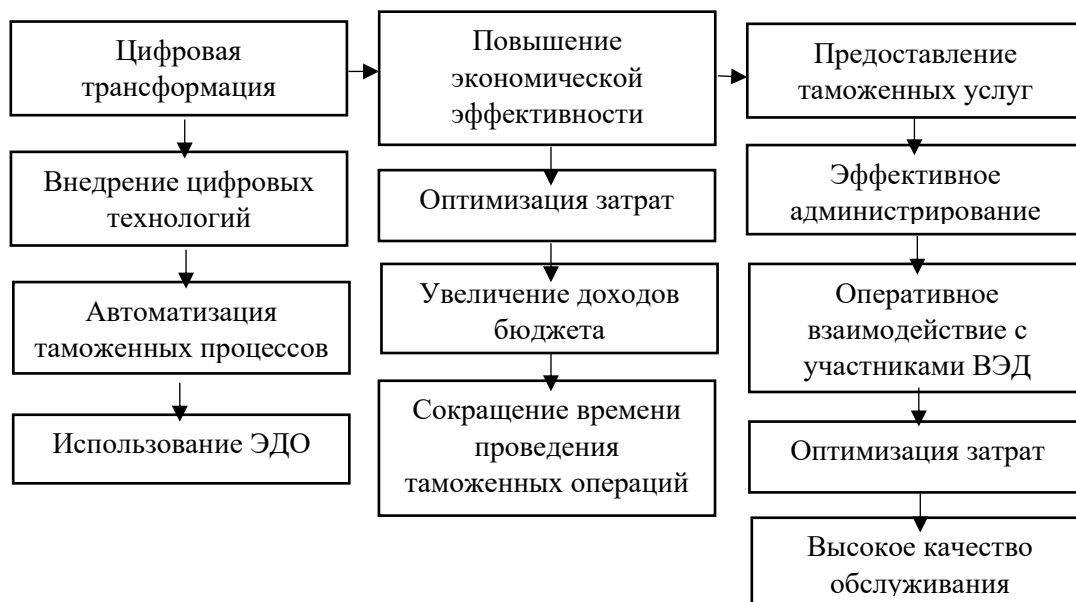 Цифровая
трансформация
Внедрение цифровых
технологий
Автоматизация
таможенных процессов
Использование ЭДО
Повышение
экономической
эффективности
Оптимизация затрат
Увеличение доходов
бюджета
Сокращение времени
проведения
таможенных операций
Предоставление
таможенных услуг
Эффективное
администрирование
Оперативное
взаимодействие с
участниками ВЭД
Оптимизация затрат
Высокое качество
обслуживания